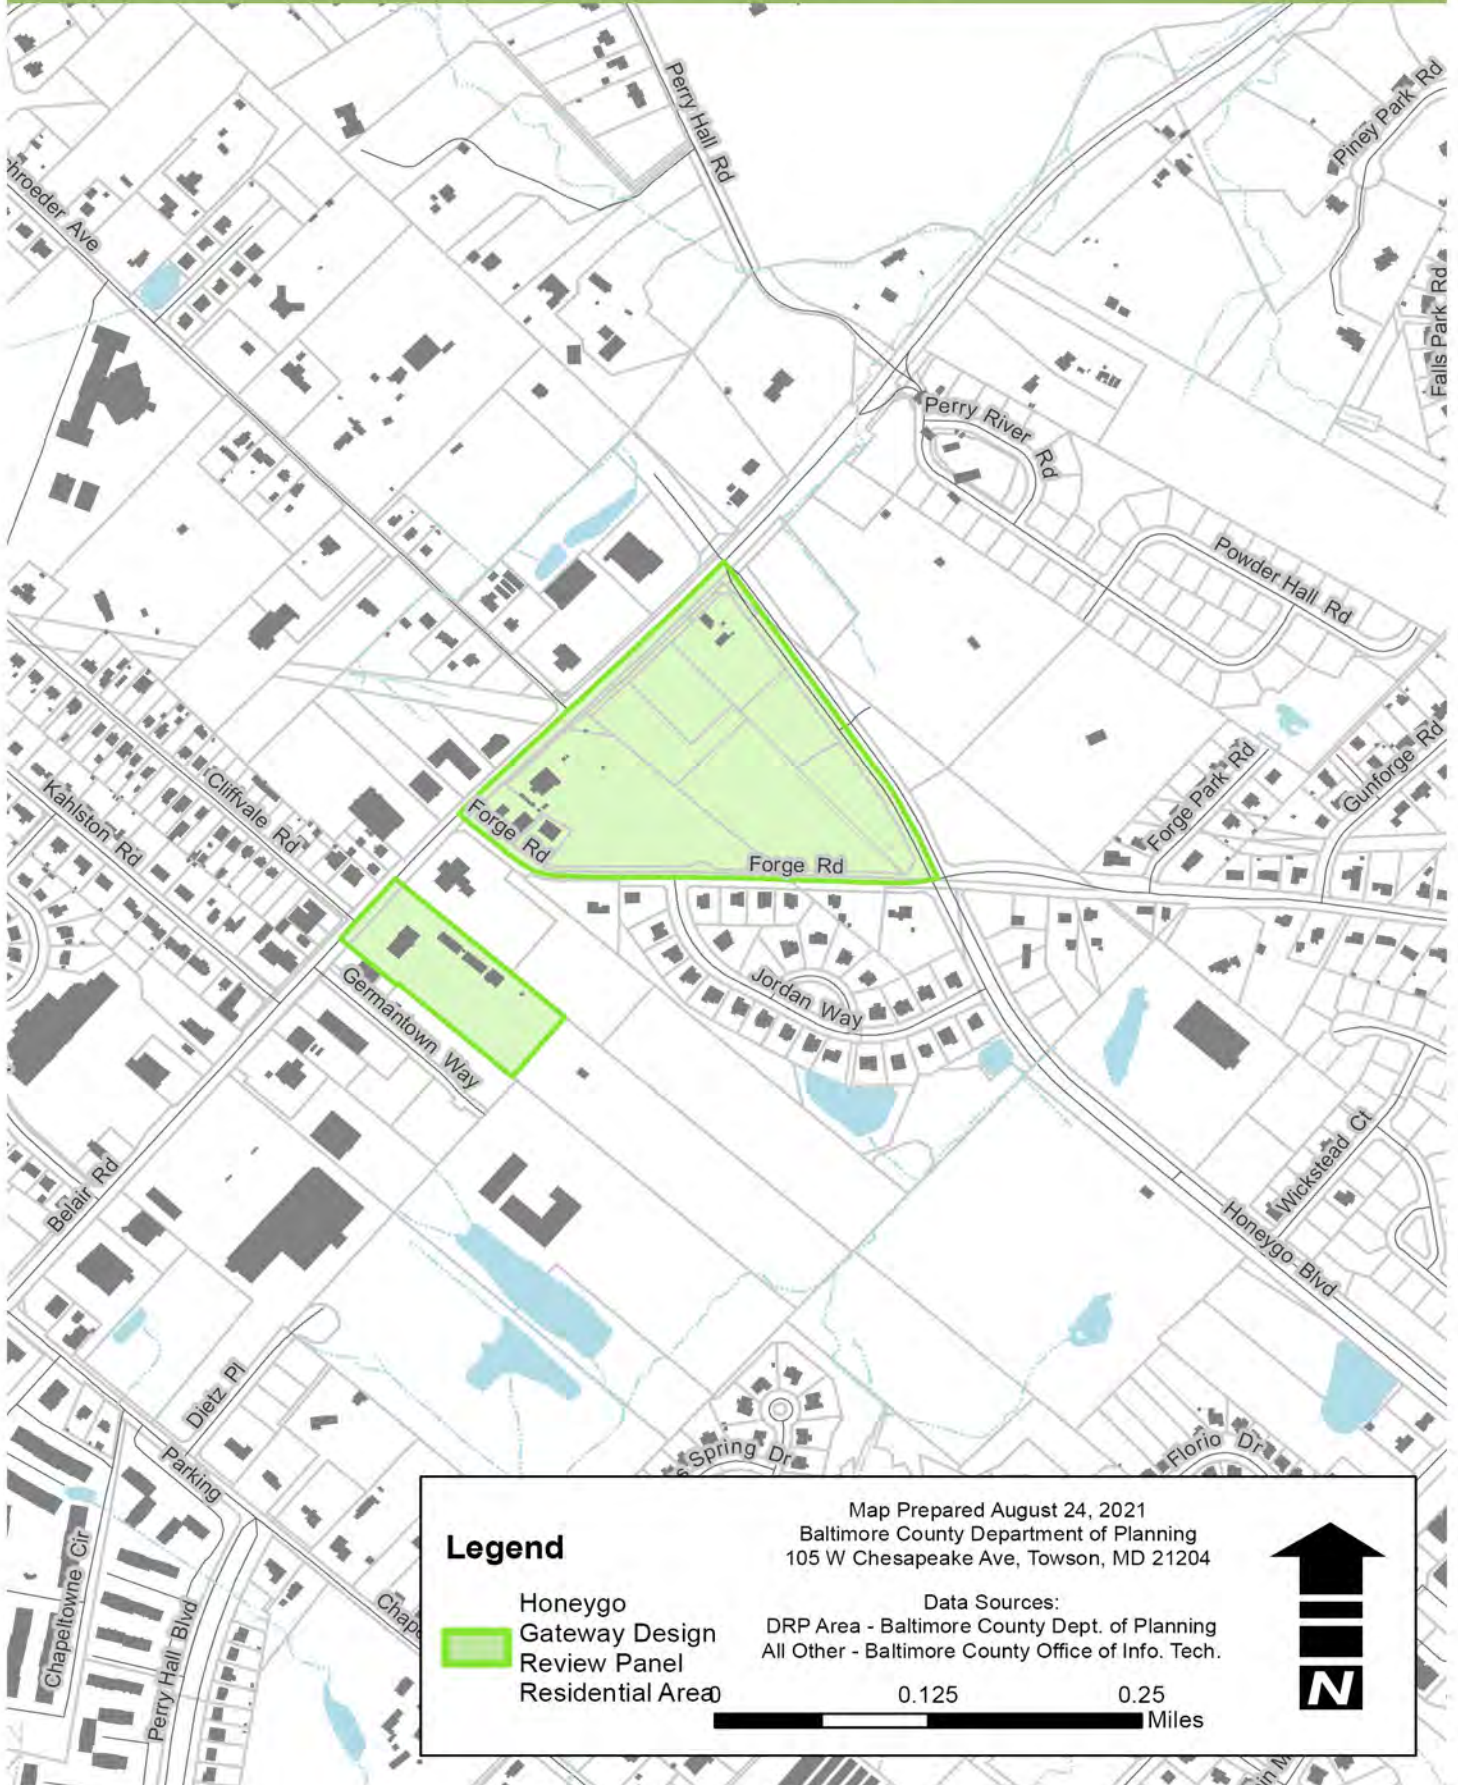 Perry Hall Rd
Piney Park Rd
Ave
Falls Park Rd
Perry River Rd
Powder Hall Rd
Gunforge Rd
Forge Park Rd
Cliffvale Rd
Kahlston Rd
Forge Rd
Forge Rd
Jordan Way
Germantown Way
Belair Rd
Wickstead Ct
Honeygo Blvd
Dietz Pl
Parking
Spring Dr
Florio Dr
Chapeltowne Cir
Perry Hall Blvd
Legend
Honeygo
Gateway Design
Review Panel
Residential Area
Map Prepared August 24, 2021
Baltimore County Department of Planning
105 W Chesapeake Ave, Towson, MD 21204
Data Sources:
DRP Area - Baltimore County Dept. of Planning
All Other - Baltimore County Office of Info. Tech.
0 0.125 0.25
Miles
N